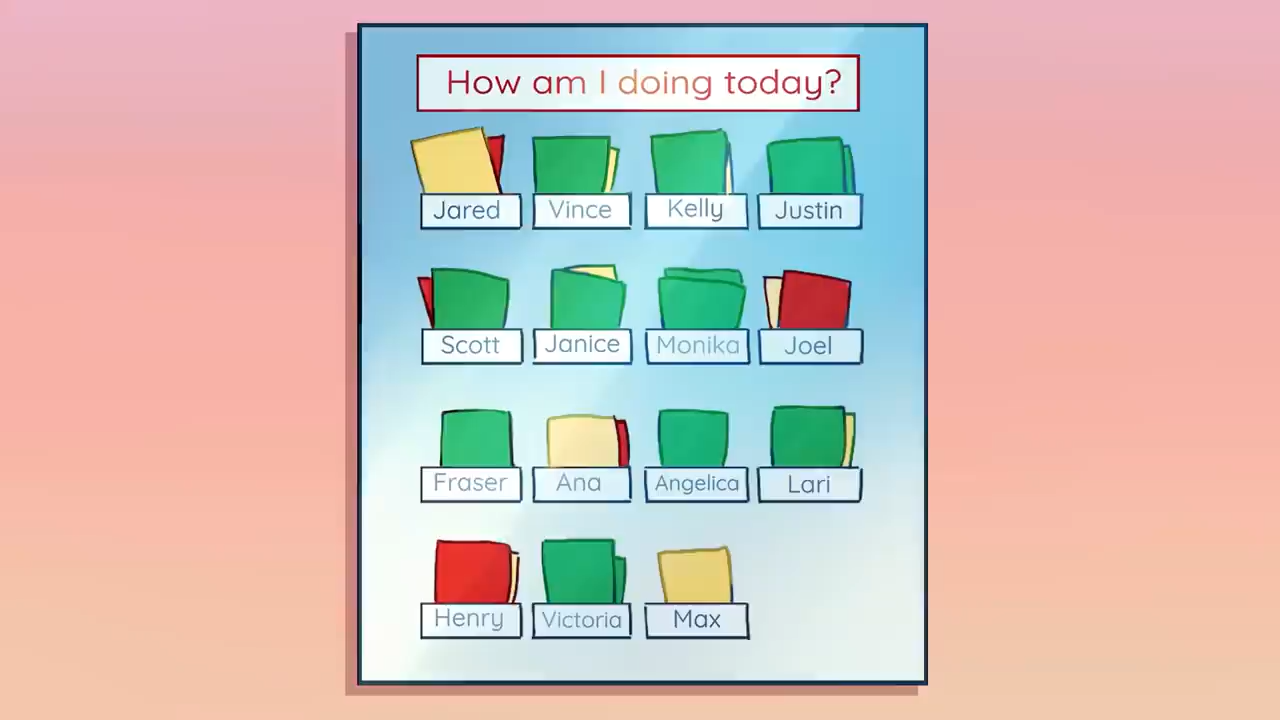 How am I doing today?
Jared Vince Kelly Justin
Scott Janice Monika Joel
Fraser Ana Angelica Lari
Henry Victoria Max